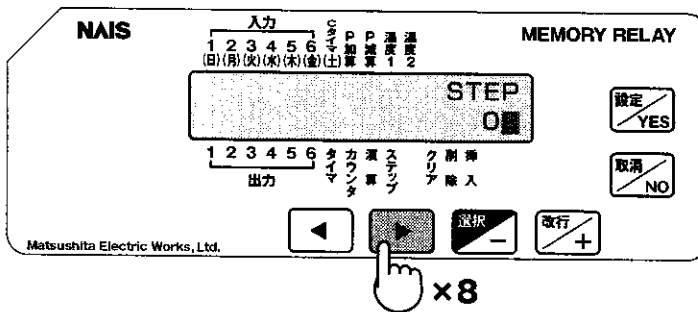 NAIS
MEMORY RELAY
入力
1 2 3 4 5 6 Cタイマ P加算 P減算 温度1 温度2
(日)(月)(火)(水)(木)(金)(土)
STEP
0
1 2 3 4 5 6 タイマ カウンタ 演算 ステップ クリア 削除 挿入
出力
設定/YES
取消/NO
選択/−
改行/+
Matsushita Electric Works, Ltd.
×8